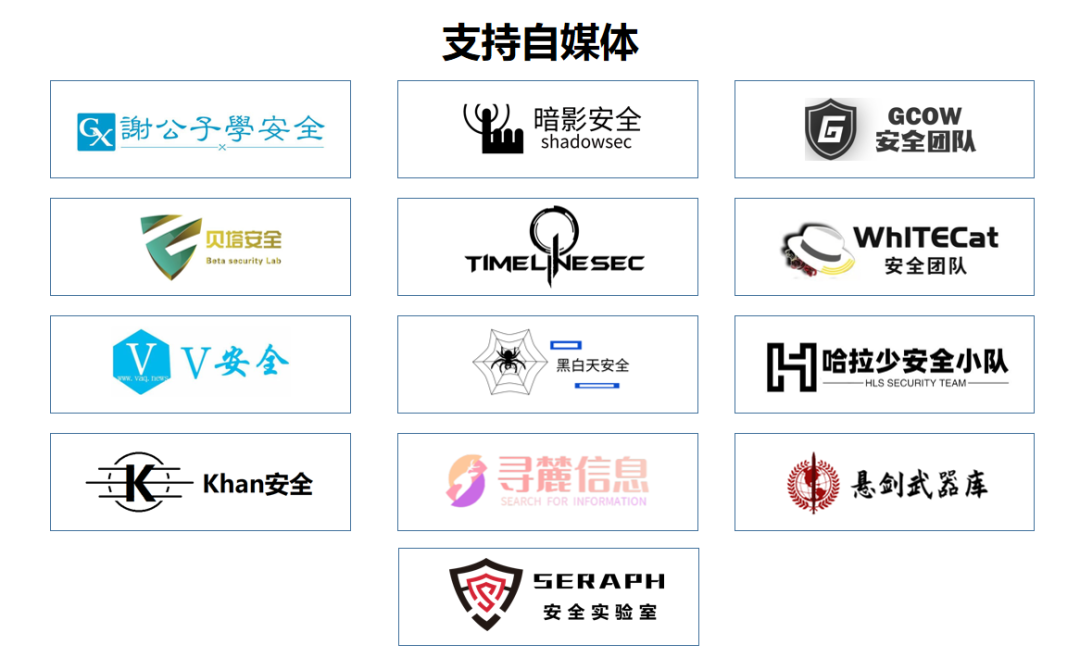 支持自媒体
GX 謝公子學安全
暗影安全
shadowsec
G
GCOW
安全团队
贝塔安全
Beta security Lab
TIMELINESEC
WhITECat
安全团队
V
www.vaq.news
V安全
黑白天安全
H
哈拉少安全小队
HLS SECURITY TEAM
K
Khan安全
寻麓信息
SEARCH FOR INFORMATION
悬剑武器库
SERAPH
安全实验室